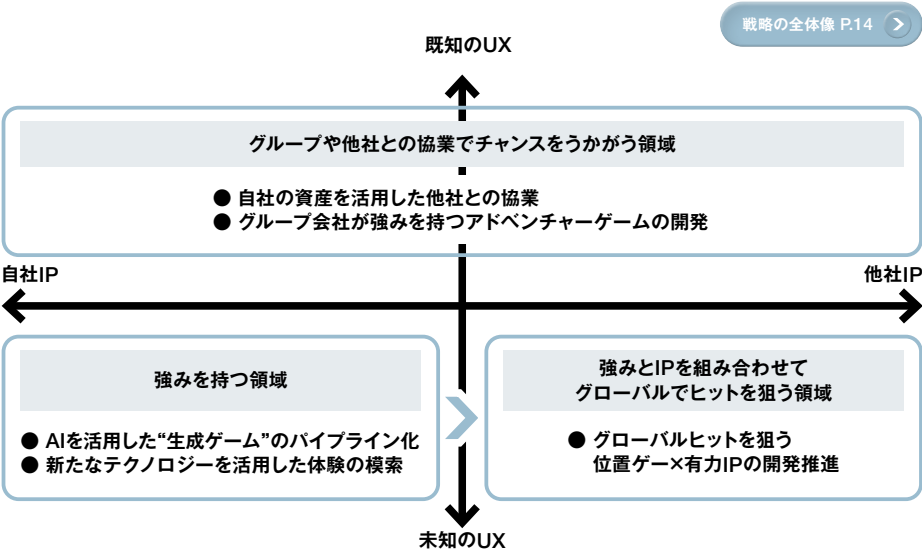 戦略の全体像 P.14
既知のUX
グループや他社との協業でチャンスをうかがう領域
● 自社の資産を活用した他社との協業
● グループ会社が強みを持つアドベンチャーゲームの開発
自社IP
他社IP
強みを持つ領域
● AIを活用した“生成ゲーム”のパイプライン化
● 新たなテクノロジーを活用した体験の模索
強みとIPを組み合わせて
グローバルでヒットを狙う領域
● グローバルヒットを狙う
位置ゲー×有力IPの開発推進
未知のUX